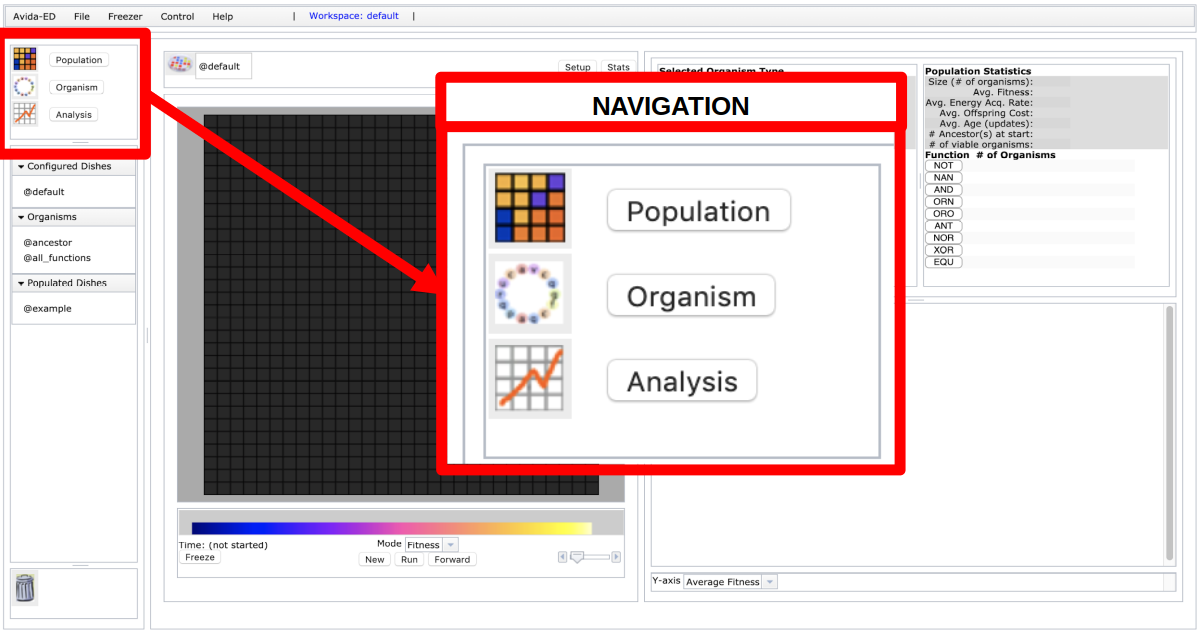 Avida-ED File Freezer Control Help | Workspace: default |
Population
Organism
Analysis
Configured Dishes
@default
Organisms
@ancestor
@all_functions
Populated Dishes
@example
@default
Setup Stats
NAVIGATION
Population
Organism
Analysis
Time: (not started)
Freeze
Mode Fitness
New Run Forward
Selected Organism Type
Population Statistics
Size (# of organisms):
Avg. Fitness:
Avg. Energy Acq. Rate:
Avg. Offspring Cost:
Avg. Age (updates):
# Ancestor(s) at start:
# of viable organisms:
Function # of Organisms
NOT
NAN
AND
ORN
ORO
ANT
NOR
XOR
EQU
Y-axis Average Fitness